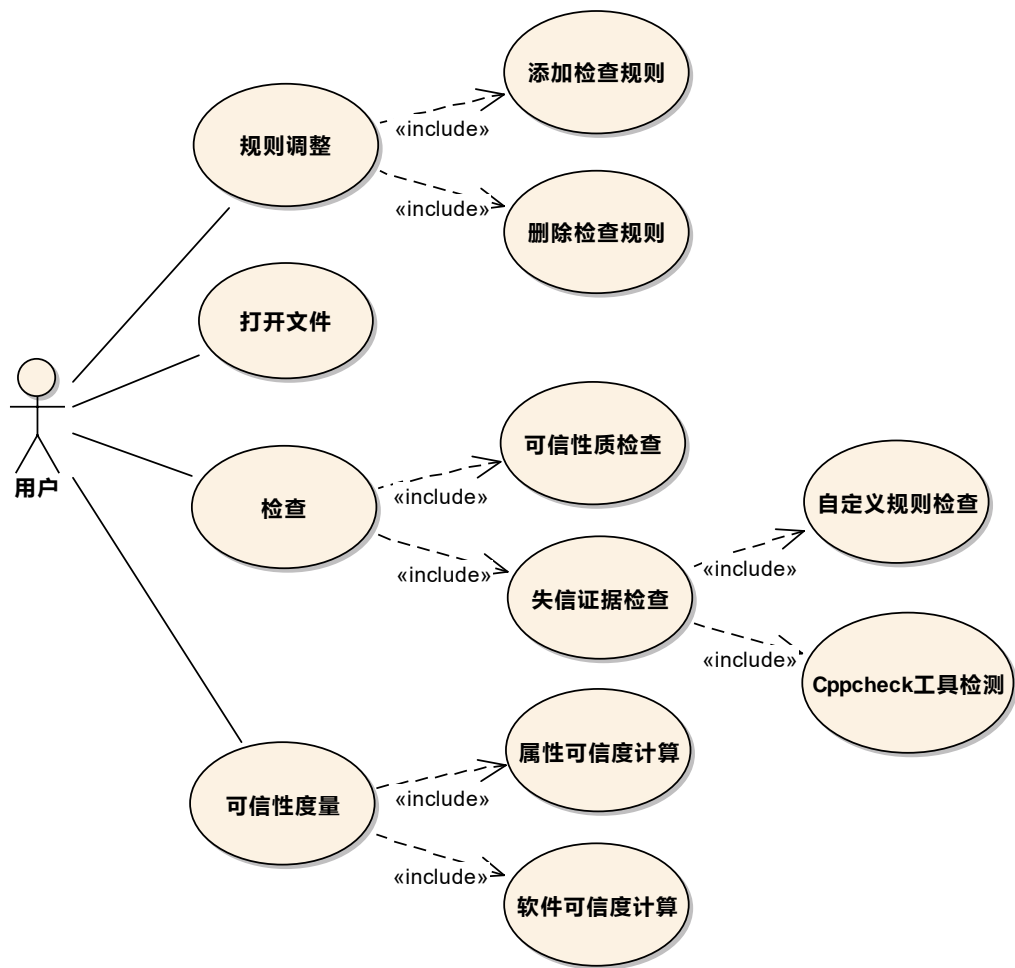 添加检查规则
规则调整
«include»
删除检查规则
«include»
打开文件
用户
可信性质检查
检查
«include»
自定义规则检查
失信证据检查
«include»
«include»
Cppcheck工具检测
«include»
属性可信度计算
可信性度量
«include»
软件可信度计算
«include»